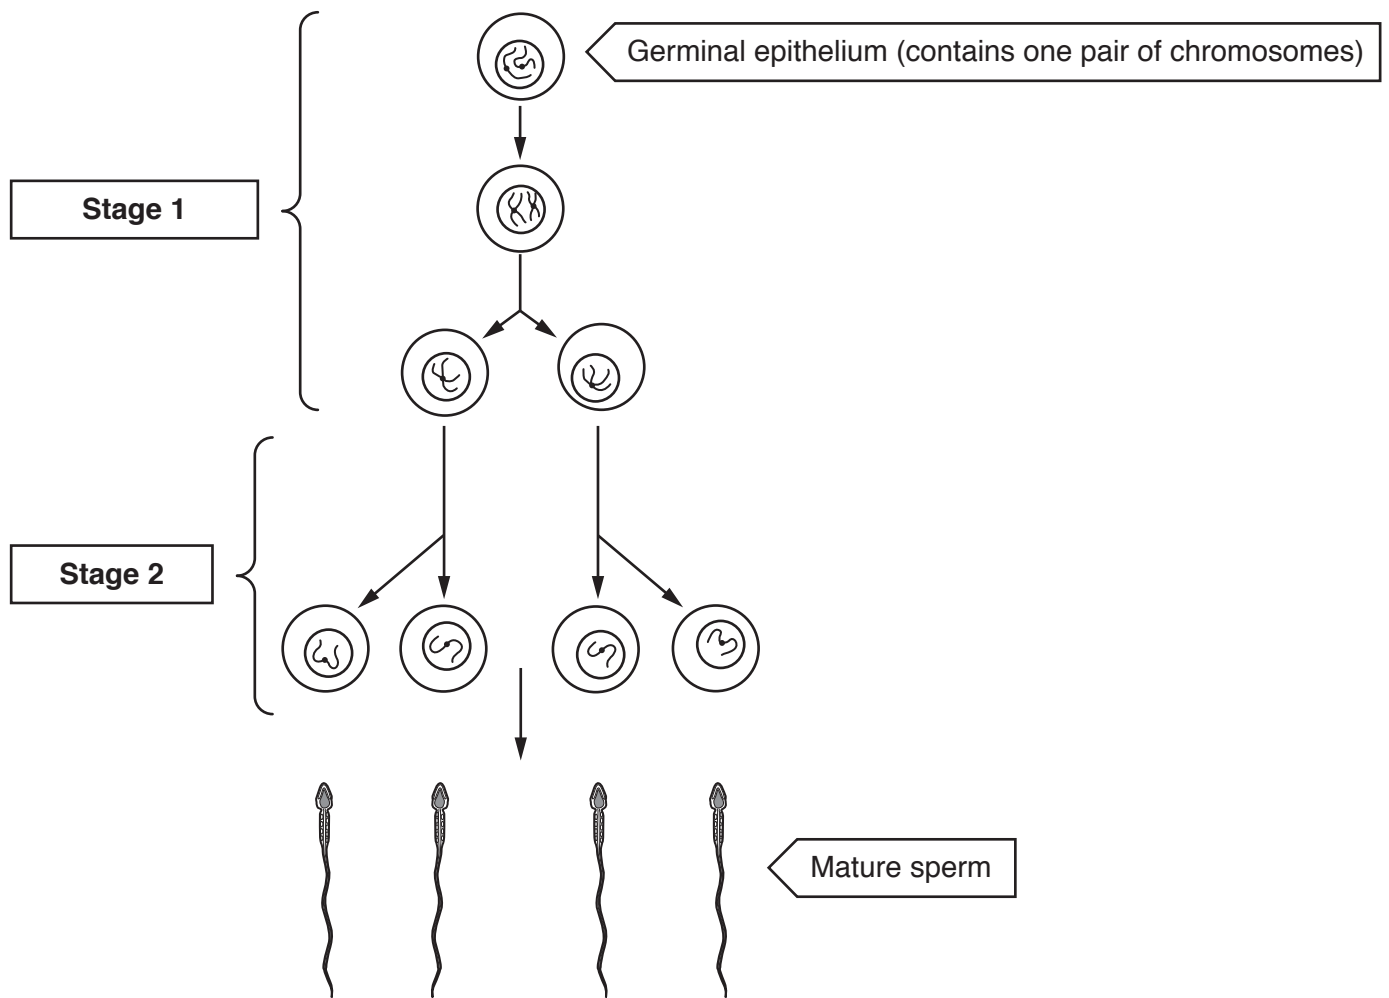 Germinal epithelium (contains one pair of chromosomes)
Stage 1
Stage 2
Mature sperm